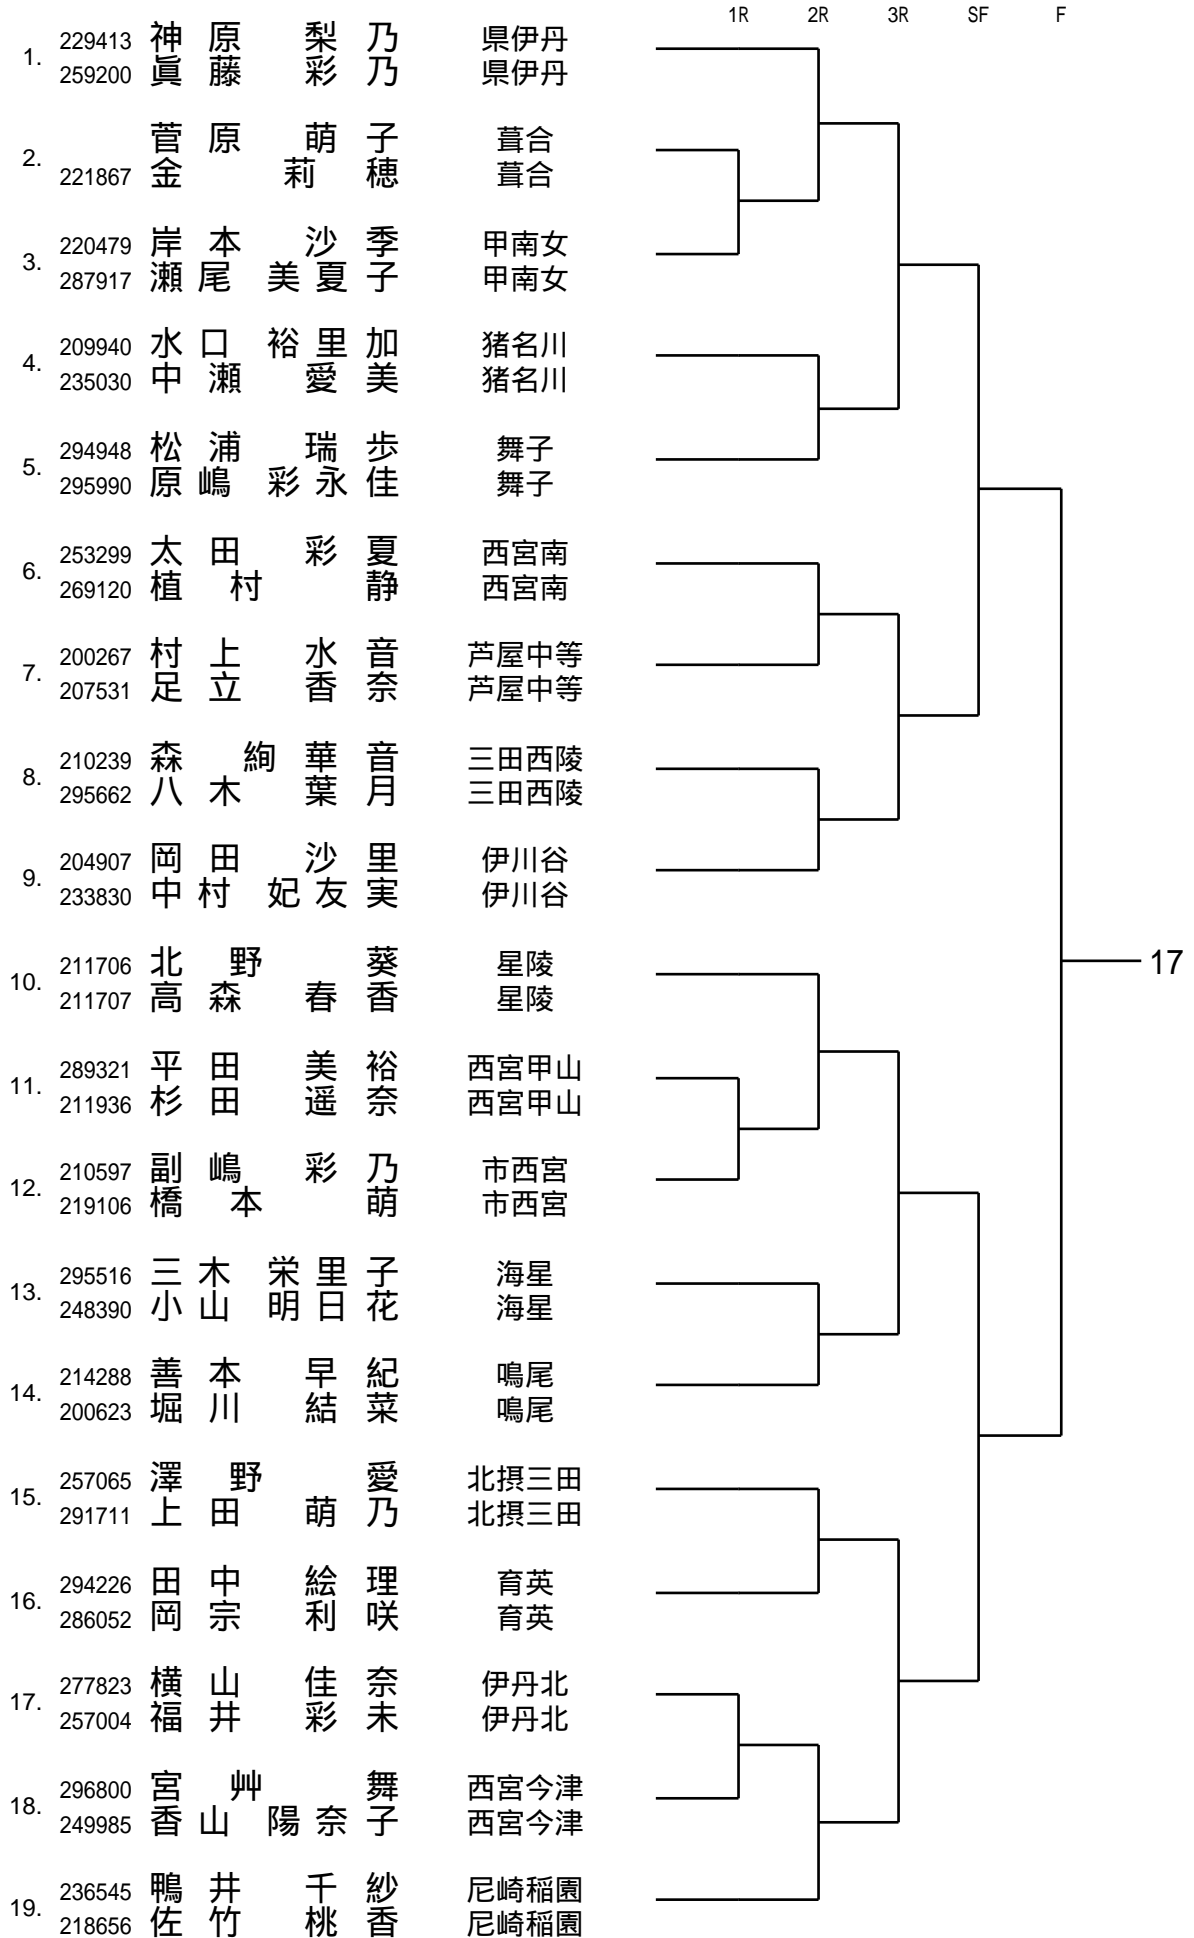 1R 2R 3R SF F
1. 229413 神原 梨乃 県伊丹
259200 眞藤 彩乃 県伊丹
2. 菅原 萌子 葺合
221867 金 莉穂 葺合
3. 220479 岸本 沙季 甲南女
287917 瀬尾 美夏子 甲南女
4. 209940 水口 裕里加 猪名川
235030 中瀬 愛美 猪名川
5. 294948 松浦 瑞歩 舞子
295990 原嶋 彩永佳 舞子
6. 253299 太田 彩夏 西宮南
269120 植村 静 西宮南
7. 200267 村上 水音 芦屋中等
207531 足立 香奈 芦屋中等
8. 210239 森 絢華音 三田西陵
295662 八木 葉月 三田西陵
9. 204907 岡田 沙里 伊川谷
233830 中村 妃友実 伊川谷
17
10. 211706 北野 葵 星陵
211707 高森 春香 星陵
11. 289321 平田 美裕 西宮甲山
211936 杉田 遥奈 西宮甲山
12. 210597 副嶋 彩乃 市西宮
219106 橋本 萌 市西宮
13. 295516 三木 栄里子 海星
248390 小山 明日花 海星
14. 214288 善本 早紀 鳴尾
200623 堀川 結菜 鳴尾
15. 257065 澤野 愛 北摂三田
291711 上田 萌乃 北摂三田
16. 294226 田中 絵理 育英
286052 岡宗 利咲 育英
17. 277823 横山 佳奈 伊丹北
257004 福井 彩未 伊丹北
18. 296800 宮艸 舞 西宮今津
249985 香山 陽奈子 西宮今津
19. 236545 鴨井 千紗 尼崎稲園
218656 佐竹 桃香 尼崎稲園